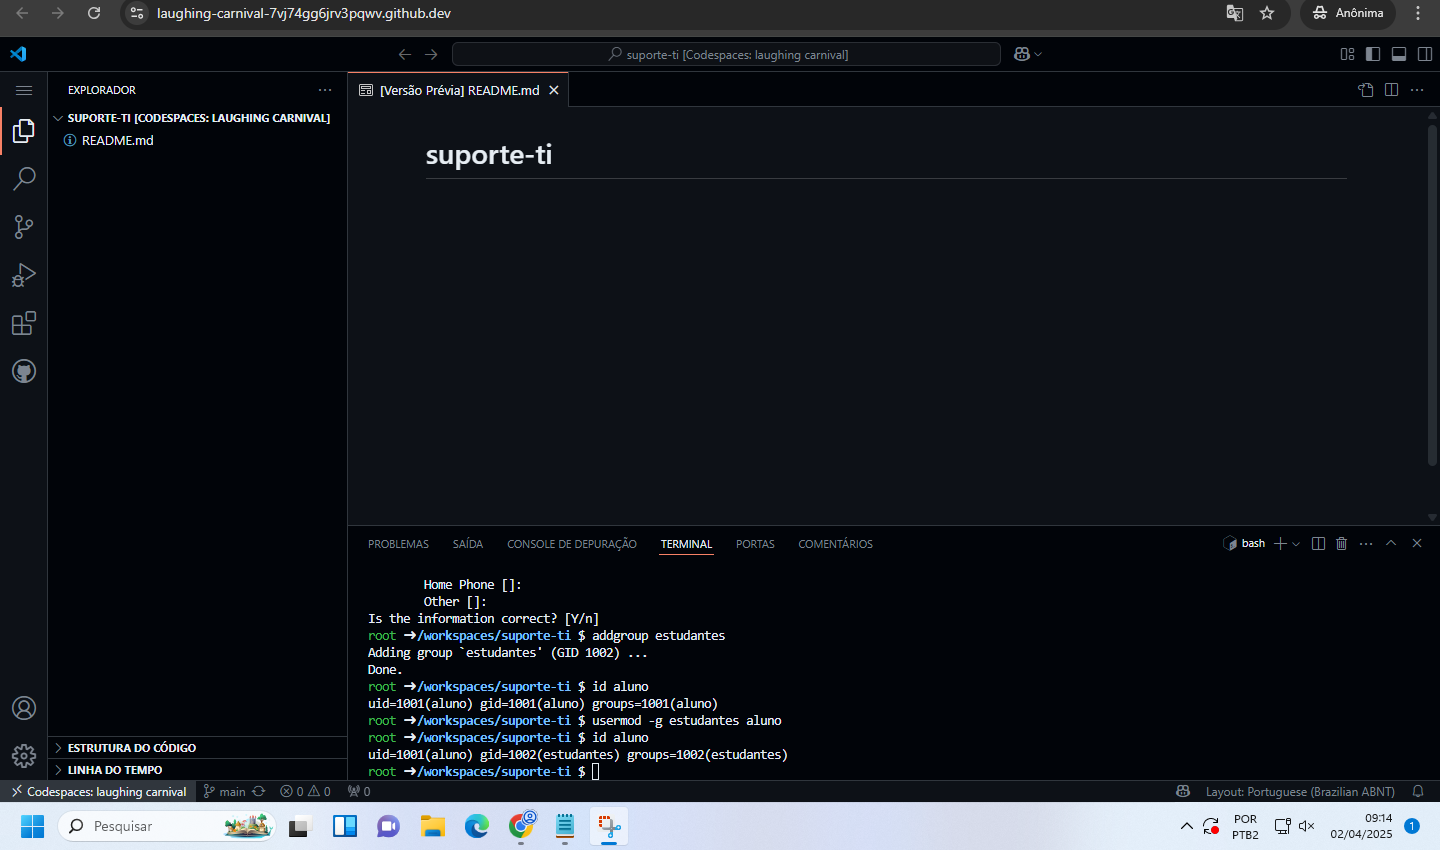 laughing-carnival-7vj74gg6jrv3pqwv.github.dev
Anônima
suporte-ti [Codespaces: laughing carnival]
EXPLORADOR
SUPORTE-TI [CODESPACES: LAUGHING CARNIVAL]
README.md
[Versão Prévia] README.md
suporte-ti
PROBLEMAS
SAÍDA
CONSOLE DE DEPURAÇÃO
TERMINAL
PORTAS
COMENTÁRIOS
bash
Home Phone []:
Other []:
Is the information correct? [Y/n]
root ➜/workspaces/suporte-ti $ addgroup estudantes
Adding group `estudantes' (GID 1002) ...
Done.
root ➜/workspaces/suporte-ti $ id aluno
uid=1001(aluno) gid=1001(aluno) groups=1001(aluno)
root ➜/workspaces/suporte-ti $ usermod -g estudantes aluno
root ➜/workspaces/suporte-ti $ id aluno
uid=1001(aluno) gid=1002(estudantes) groups=1002(estudantes)
root ➜/workspaces/suporte-ti $
ESTRUTURA DO CÓDIGO
LINHA DO TEMPO
Codespaces: laughing carnival
main
0
0
0
Layout: Portuguese (Brazilian ABNT)
Pesquisar
POR
PTB2
09:14
02/04/2025
1